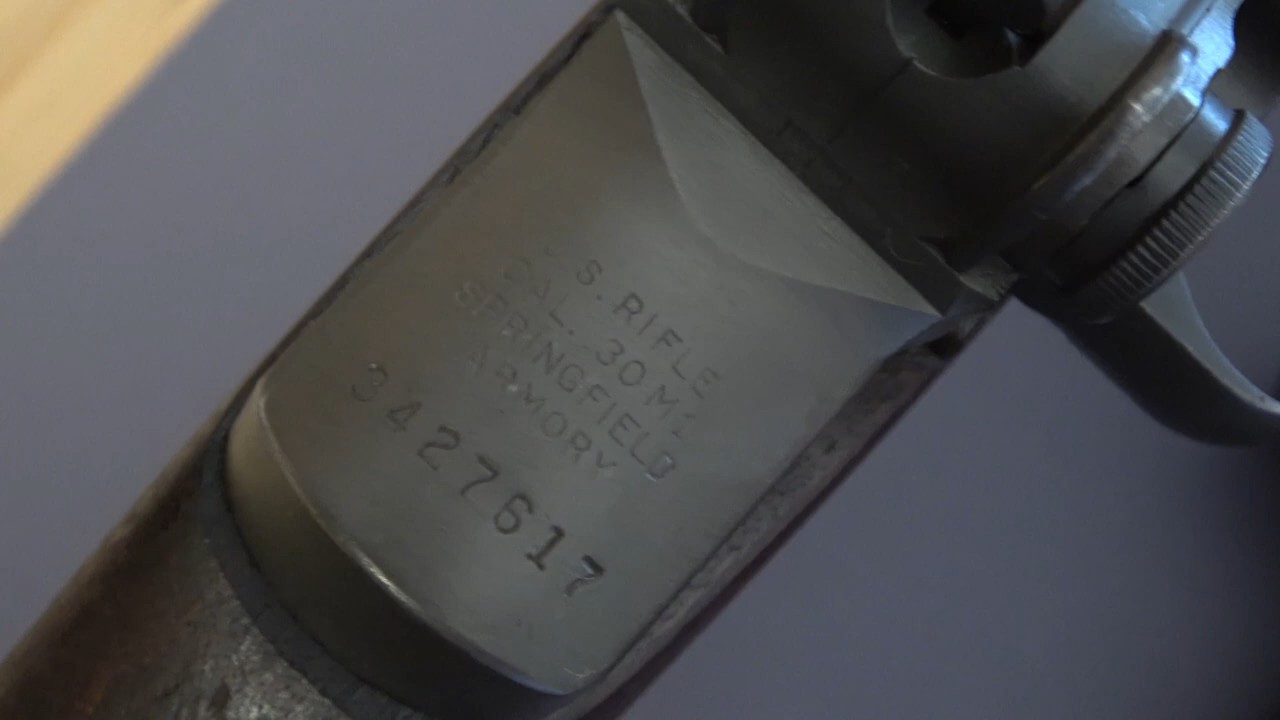 U.S. RIFLE
CAL. .30 M1
SPRINGFIELD
ARMORY
3427617